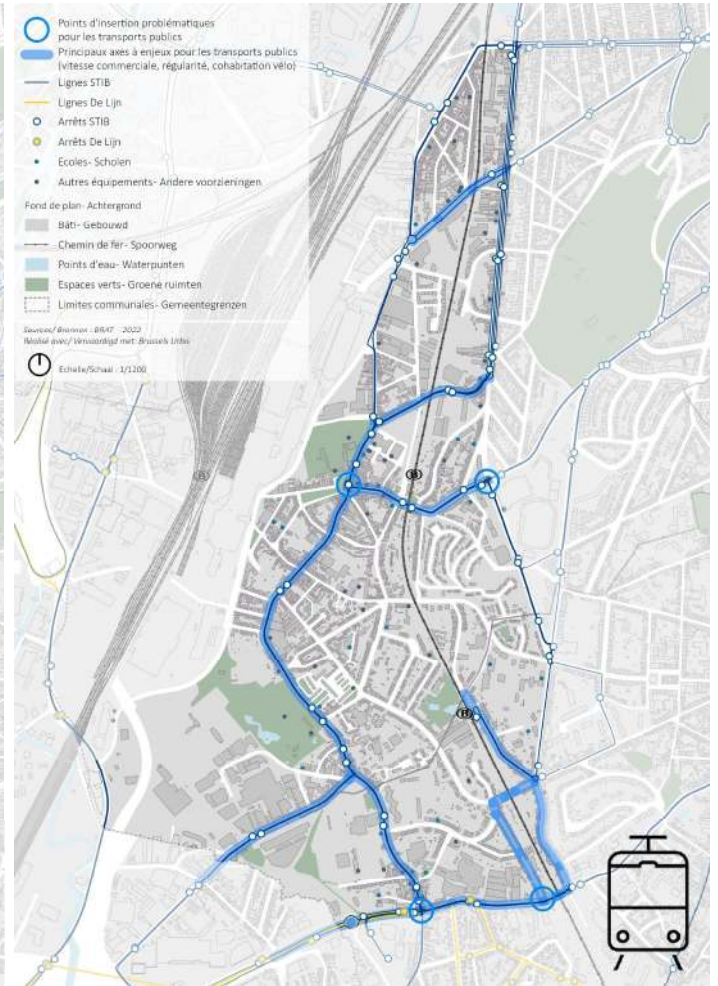 Points d'insertion problématiques
pour les transports publics
Principaux axes à enjeux pour les transports publics
(vitesse commerciale, régularité, cohabitation vélo)
Lignes STIB
Lignes De Lijn
Arrêts STIB
Arrêts De Lijn
Ecoles- Scholen
Autres équipements- Andere voorzieningen
Fond de plan- Achtergrond
Bâti- Gebouwd
Chemin de fer- Spoorweg
Points d'eau- Waterpunten
Espaces verts- Groene ruimten
Limites communales- Gemeentegrenzen
Sources/ Bronnen : BRAT 2022
Réalisé avec/ Vervaardigd met: Brussels Urbis
Echelle/Schaal : 1/1200
B
B
B